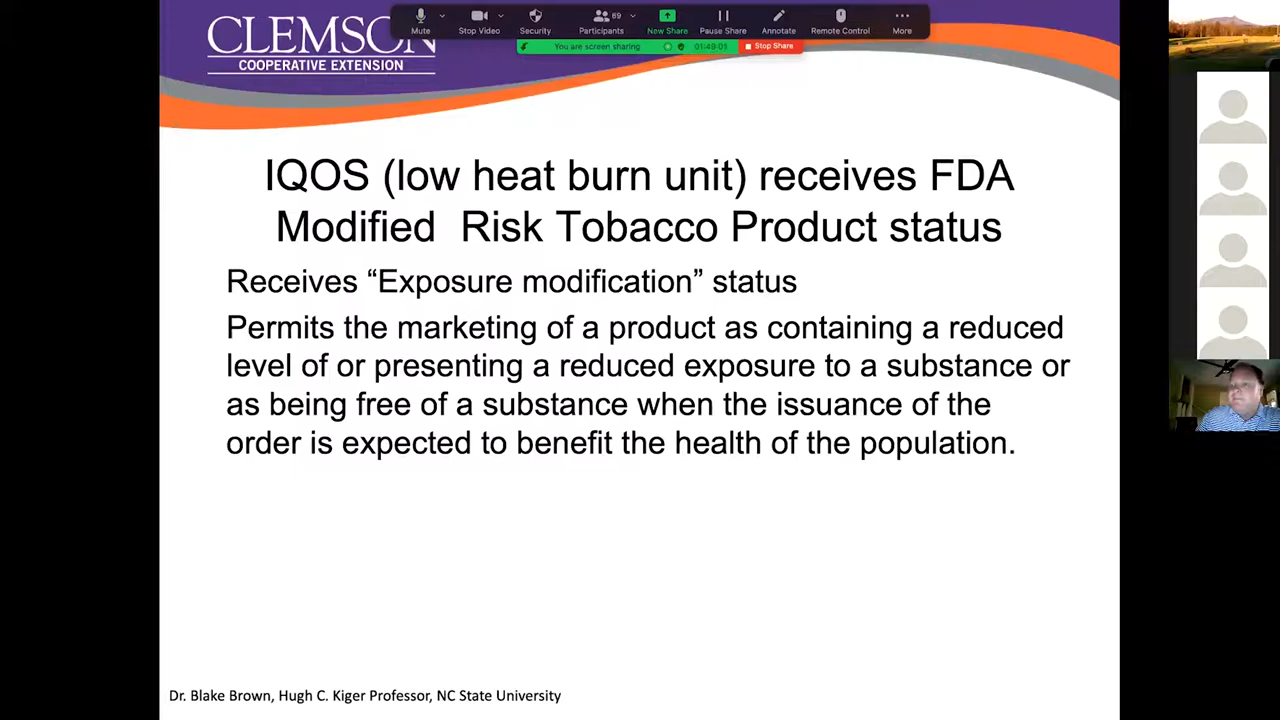 CLEMSON
COOPERATIVE EXTENSION
Mute
Stop Video
Security
69
Participants
New Share
Pause Share
Annotate
Remote Control
More
You are screen sharing
01:49:01
Stop Share
IQOS (low heat burn unit) receives FDA
Modified Risk Tobacco Product status
Receives “Exposure modification” status
Permits the marketing of a product as containing a reduced
level of or presenting a reduced exposure to a substance or
as being free of a substance when the issuance of the
order is expected to benefit the health of the population.
Dr. Blake Brown, Hugh C. Kiger Professor, NC State University